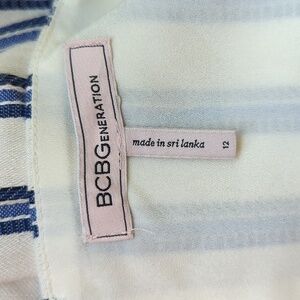 BCBGENERATION
made in sri lanka
12